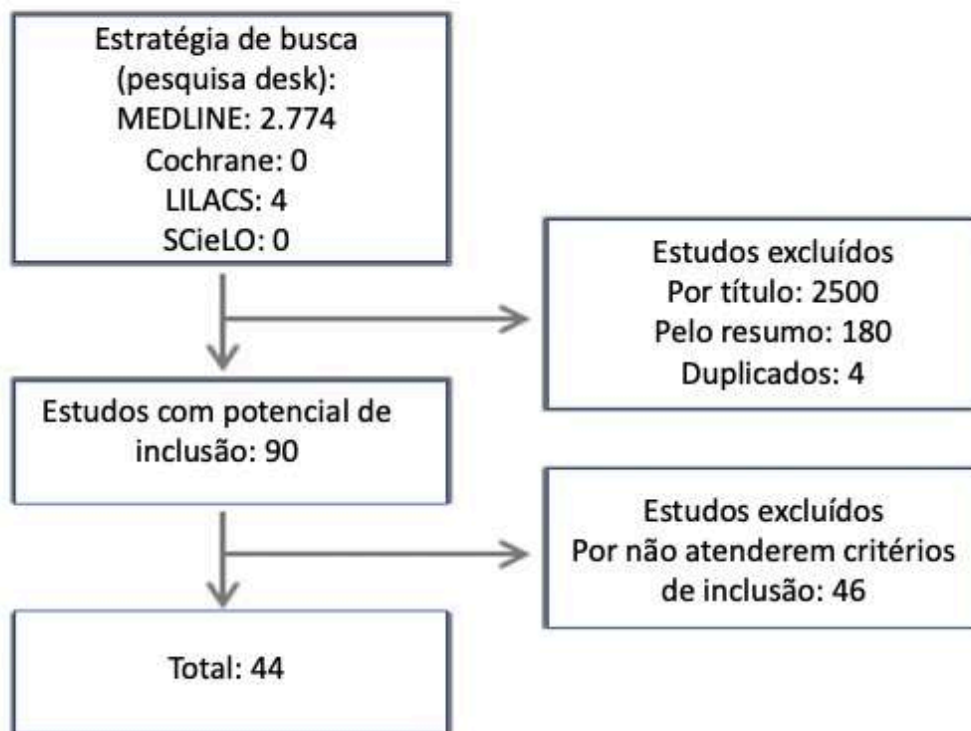 Estratégia de busca
(pesquisa desk):
MEDLINE: 2.774
Cochrane: 0
LILACS: 4
SCieLO: 0
Estudos excluídos
Por título: 2500
Pelo resumo: 180
Duplicados: 4
Estudos com potencial de
inclusão: 90
Estudos excluídos
Por não atenderem critérios
de inclusão: 46
Total: 44